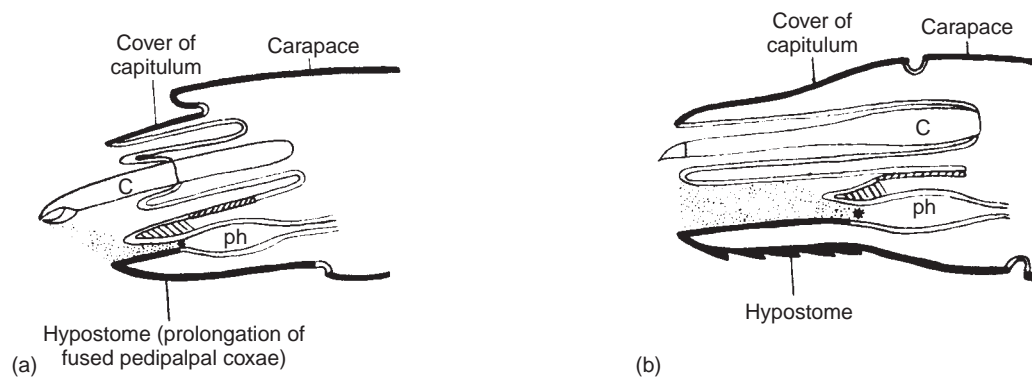 Cover of
capitulum
Carapace
C
ph
Hypostome (prolongation of
fused pedipalpal coxae)
(a)
Cover of
capitulum
Carapace
C
ph
Hypostome
(b)